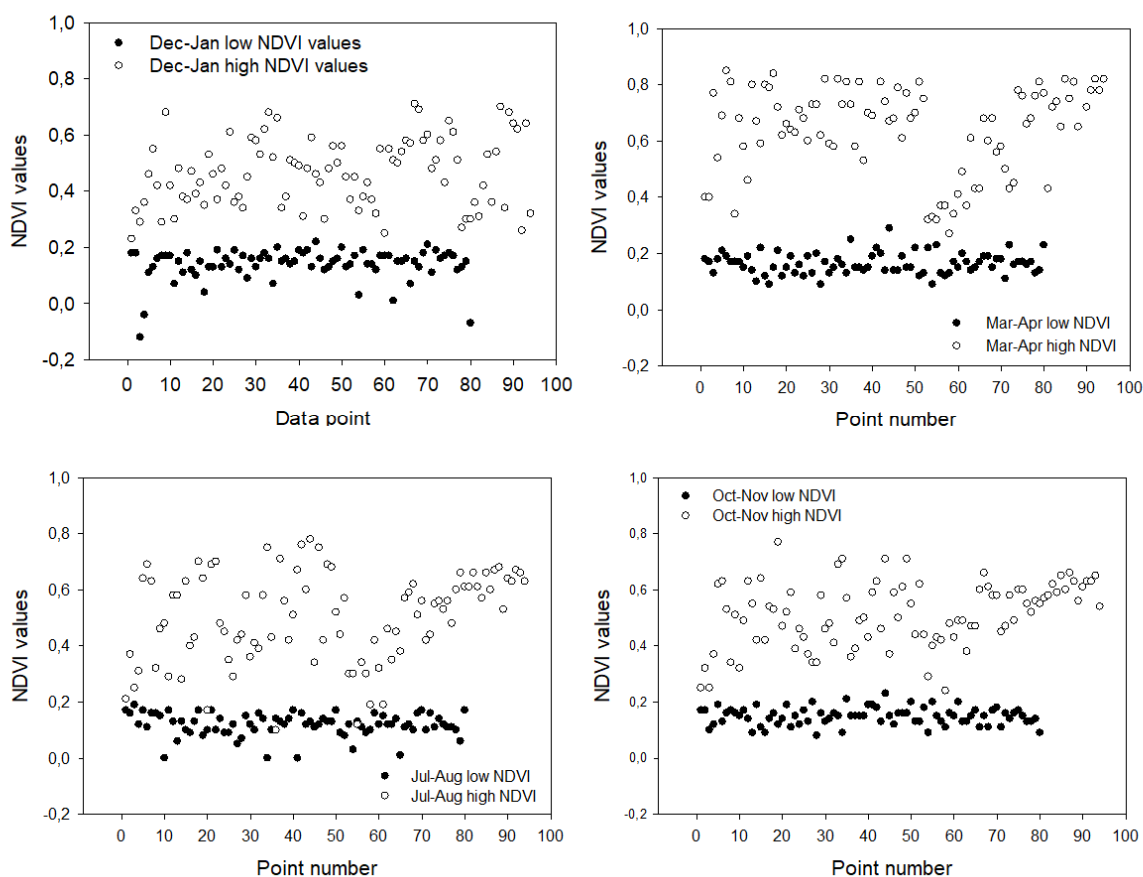 1,0
0,8
0,6
0,4
0,2
0,0
-0,2
NDVI values
Dec-Jan low NDVI values
Dec-Jan high NDVI values
0 10 20 30 40 50 60 70 80 90 100
Data point
1,0
0,8
0,6
0,4
0,2
0,0
-0,2
NDVI values
Mar-Apr low NDVI
Mar-Apr high NDVI
0 10 20 30 40 50 60 70 80 90 100
Point number
1,0
0,8
0,6
0,4
0,2
0,0
-0,2
NDVI values
Jul-Aug low NDVI
Jul-Aug high NDVI
0 10 20 30 40 50 60 70 80 90 100
Point number
1,0
0,8
0,6
0,4
0,2
0,0
-0,2
NDVI values
Oct-Nov low NDVI
Oct-Nov high NDVI
0 10 20 30 40 50 60 70 80 90 100
Point number